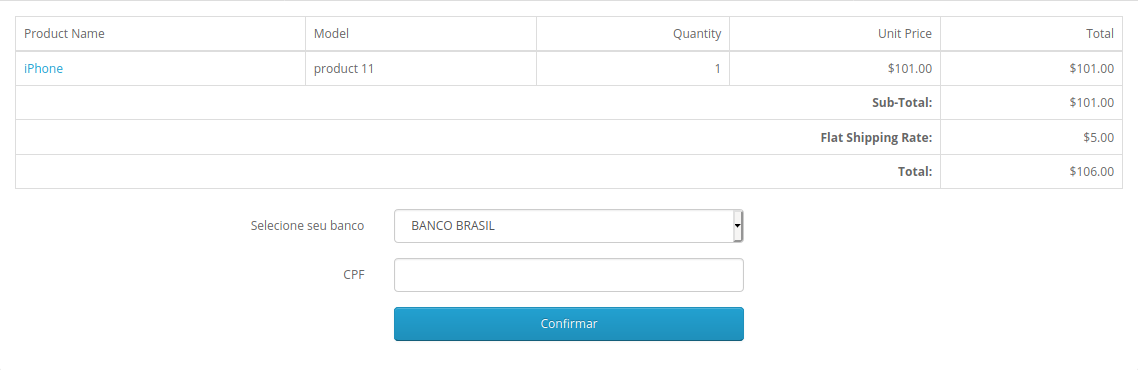 Product Name Model Quantity Unit Price Total
iPhone product 11 1 $101.00 $101.00
Sub-Total: $101.00
Flat Shipping Rate: $5.00
Total: $106.00
Selecione seu banco BANCO BRASIL
CPF
Confirmar